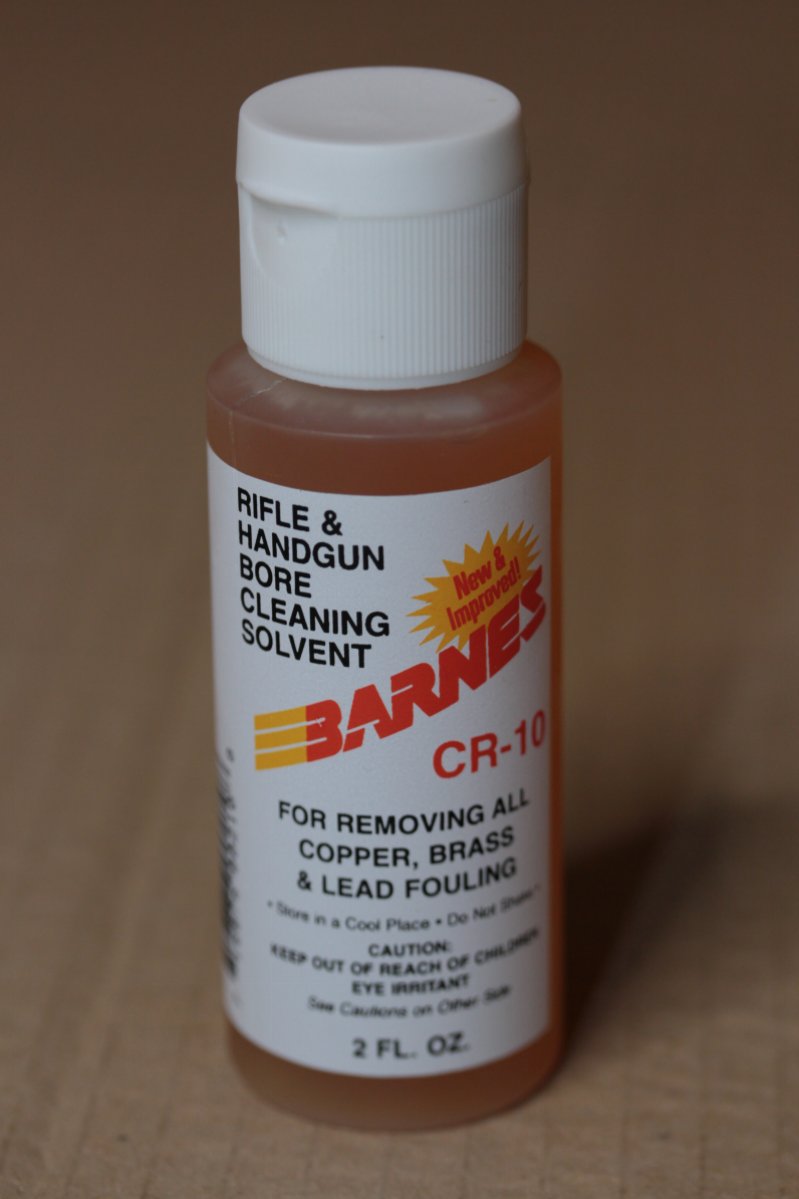 RIFLE &
HANDGUN
BORE
CLEANING
SOLVENT
New &
Improved!
BARNES
CR-10
FOR REMOVING ALL
COPPER, BRASS
& LEAD FOULING
• Store in a Cool Place • Do Not Shake •
CAUTION:
KEEP OUT OF REACH OF CHILDREN
EYE IRRITANT
See Cautions on Other Side
2 FL. OZ.